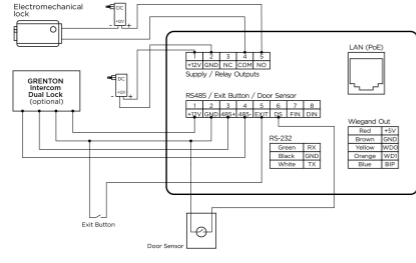 Electromechanical
lock
DC
+12V
- +
DC
+12V
- +
GRENTON
Intercom
Dual Lock
(optional)
1 2 3 4 5
+12V GND NC COM NO
Supply / Relay Outputs
LAN (PoE)
RS485 / Exit Button / Door Sensor
1 2 3 4 5 6 7 8
+12V GND 485+ 485- EXIT DS FIN DIN
RS-232
Green RX
Black GND
White TX
Wiegand Out
Red +5V
Brown GND
Yellow WD0
Orange WD1
Blue BIP
Exit Button
Door Sensor